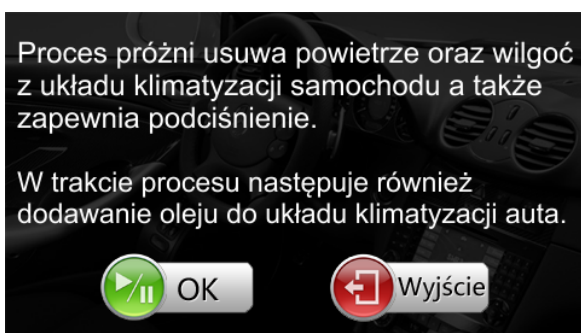 Proces próżni usuwa powietrze oraz wilgoć
z układu klimatyzacji samochodu a także
zapewnia podciśnienie.
W trakcie procesu następuje również
dodawanie oleju do układu klimatyzacji auta.
OK
Wyjście